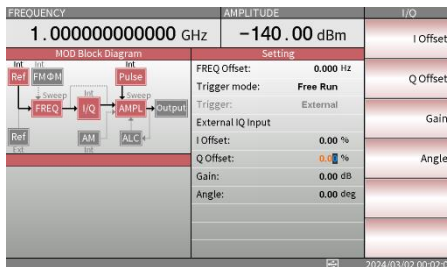 FREQUENCY
AMPLITUDE
I/Q
1.000000000000 GHz
-140.00 dBm
MOD Block Diagram
Setting
Int
Int
Int
Ref
FMΦM
Pulse
Sweep
Int
Sweep
FREQ
I/Q
AMPL
Output
Ref
AM
ALC
Ext
Int
FREQ Offset: 0.000 Hz
Trigger mode: Free Run
Trigger: External
External IQ Input
I Offset: 0.00 %
Q Offset: 0.00 %
Gain: 0.00 dB
Angle: 0.00 deg
I Offset
Q Offset
Gain
Angle
2024/03/02 00:02:0